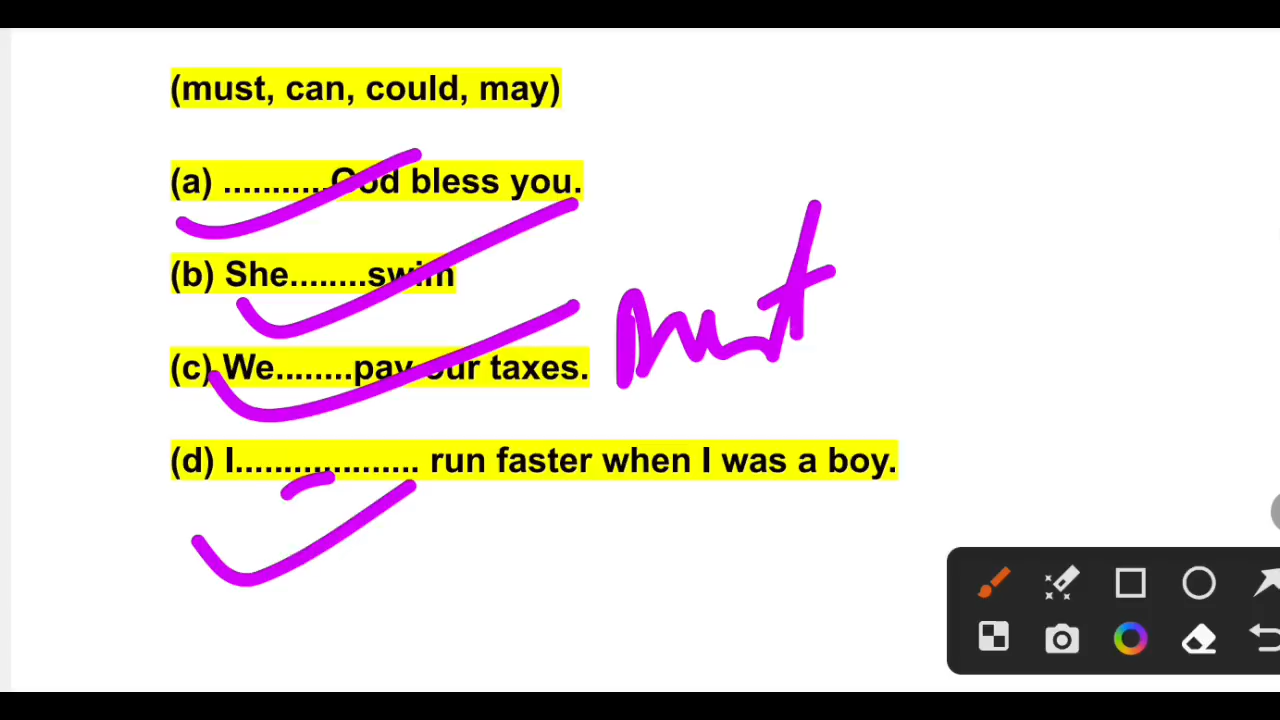 (must, can, could, may)
(a) ...........God bless you.
(b) She........swim
(c) We........pay our taxes. must
(d) I................... run faster when I was a boy.